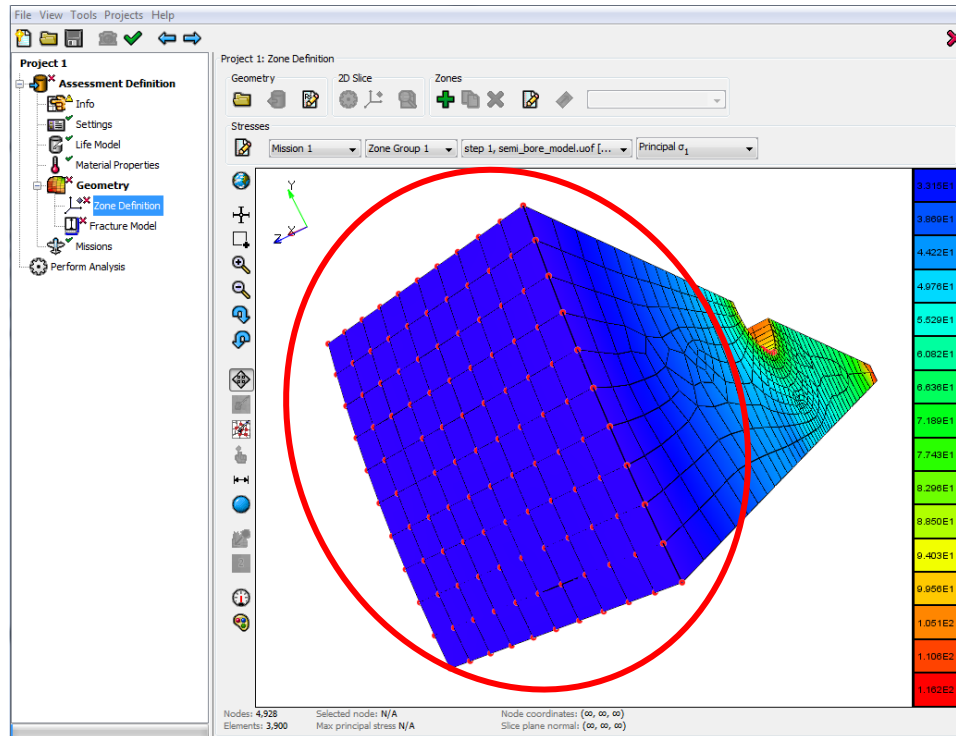 File View Tools Projects Help
Project 1
Assessment Definition
Info
Settings
Life Model
Material Properties
Geometry
Zone Definition
Fracture Model
Missions
Perform Analysis
Project 1: Zone Definition
Geometry 2D Slice Zones
Stresses
Mission 1 Zone Group 1 step 1, semi_bore_model.uof [... Principal σ1
Y
Z X
3.315E1
3.869E1
4.422E1
4.976E1
5.529E1
6.082E1
6.636E1
7.189E1
7.743E1
8.296E1
8.850E1
9.403E1
9.956E1
1.051E2
1.106E2
1.162E2
Nodes: 4,928 Selected node: N/A Node coordinates: (∞, ∞, ∞)
Elements: 3,900 Max principal stress N/A Slice plane normal: (∞, ∞, ∞)